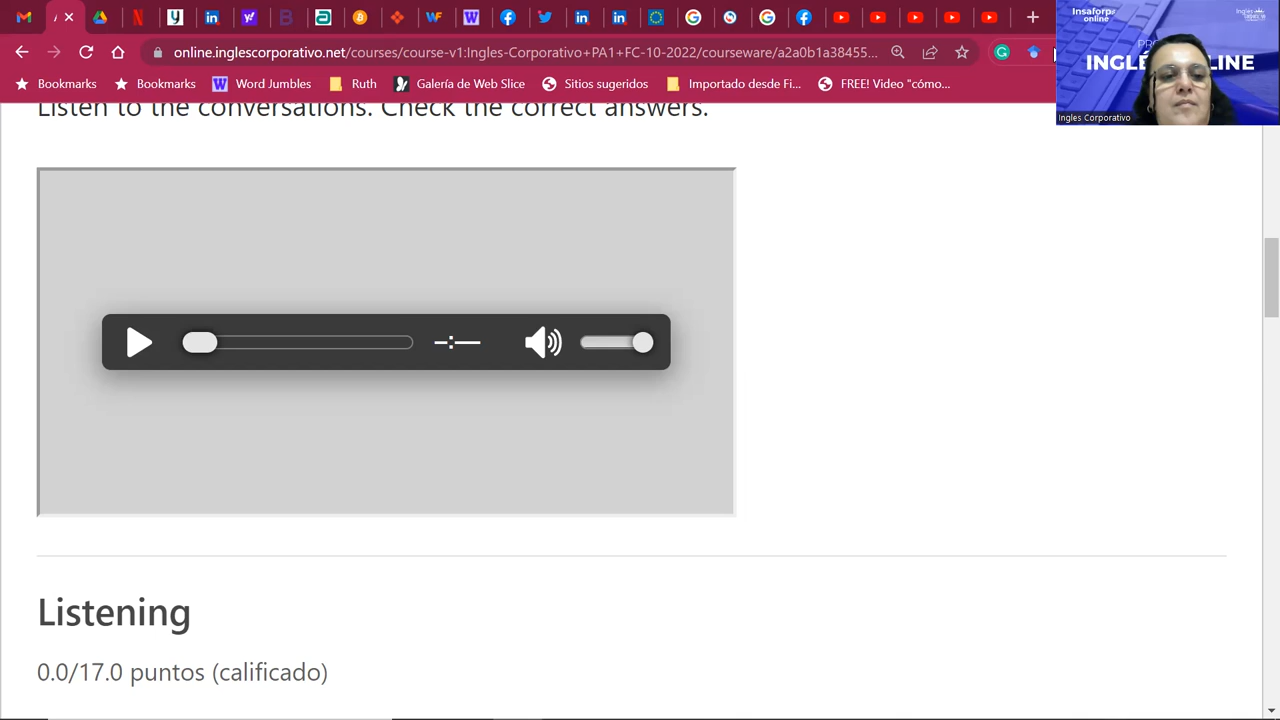 online.inglescorporativo.net/courses/course-v1:Ingles-Corporativo+PA1+FC-10-2022/courseware/a2a0b1a38455...
Bookmarks
Bookmarks
Word Jumbles
Ruth
Galería de Web Slice
Sitios sugeridos
Importado desde Fi...
FREE! Video "cómo...
Insaforp
online
Ingles Corporativo
Listen to the conversations. Check the correct answers.
-:--
Listening
0.0/17.0 puntos (calificado)